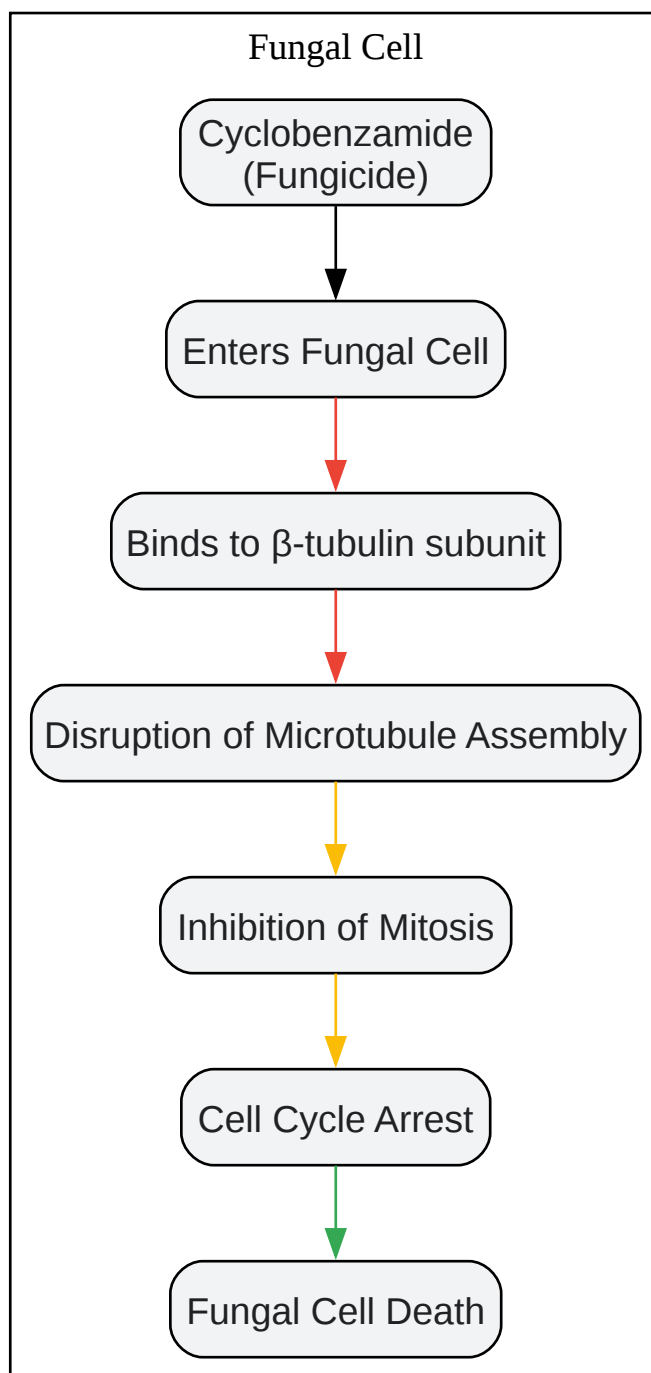 Fungal Cell
Cyclobenzamide
(Fungicide)
Enters Fungal Cell
Binds to β-tubulin subunit
Disruption of Microtubule Assembly
Inhibition of Mitosis
Cell Cycle Arrest
Fungal Cell Death